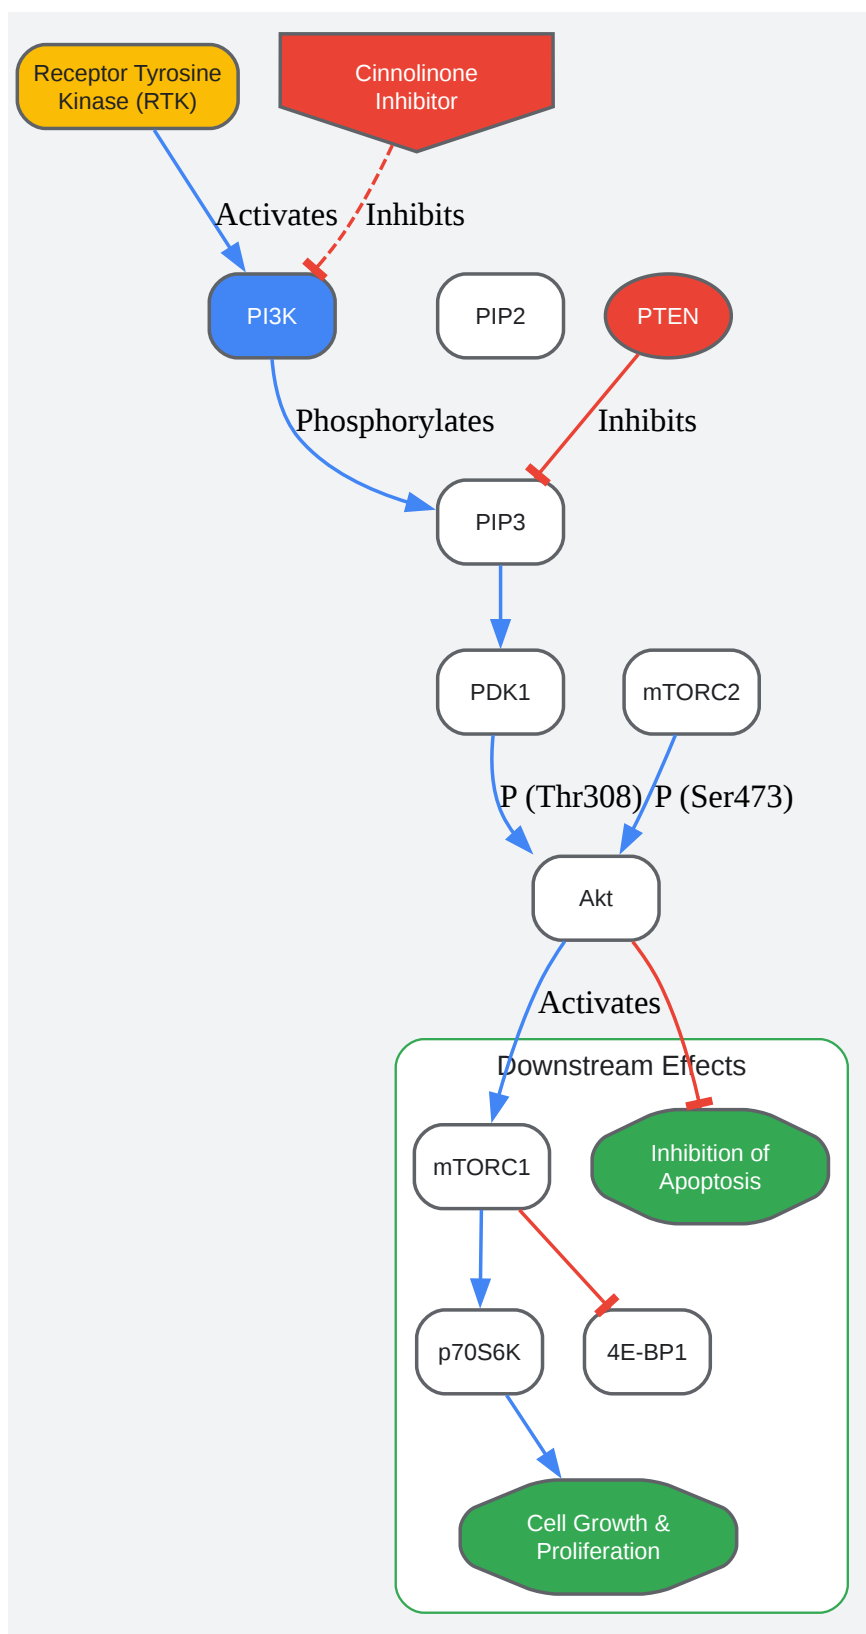 Receptor Tyrosine
Kinase (RTK)
Cinnolinone
Inhibitor
Activates
Inhibits
PI3K
PIP2
PTEN
Phosphorylates
Inhibits
PIP3
PDK1
mTORC2
P (Thr308)
P (Ser473)
Akt
Activates
Downstream Effects
mTORC1
Inhibition of
Apoptosis
p70S6K
4E-BP1
Cell Growth &
Proliferation